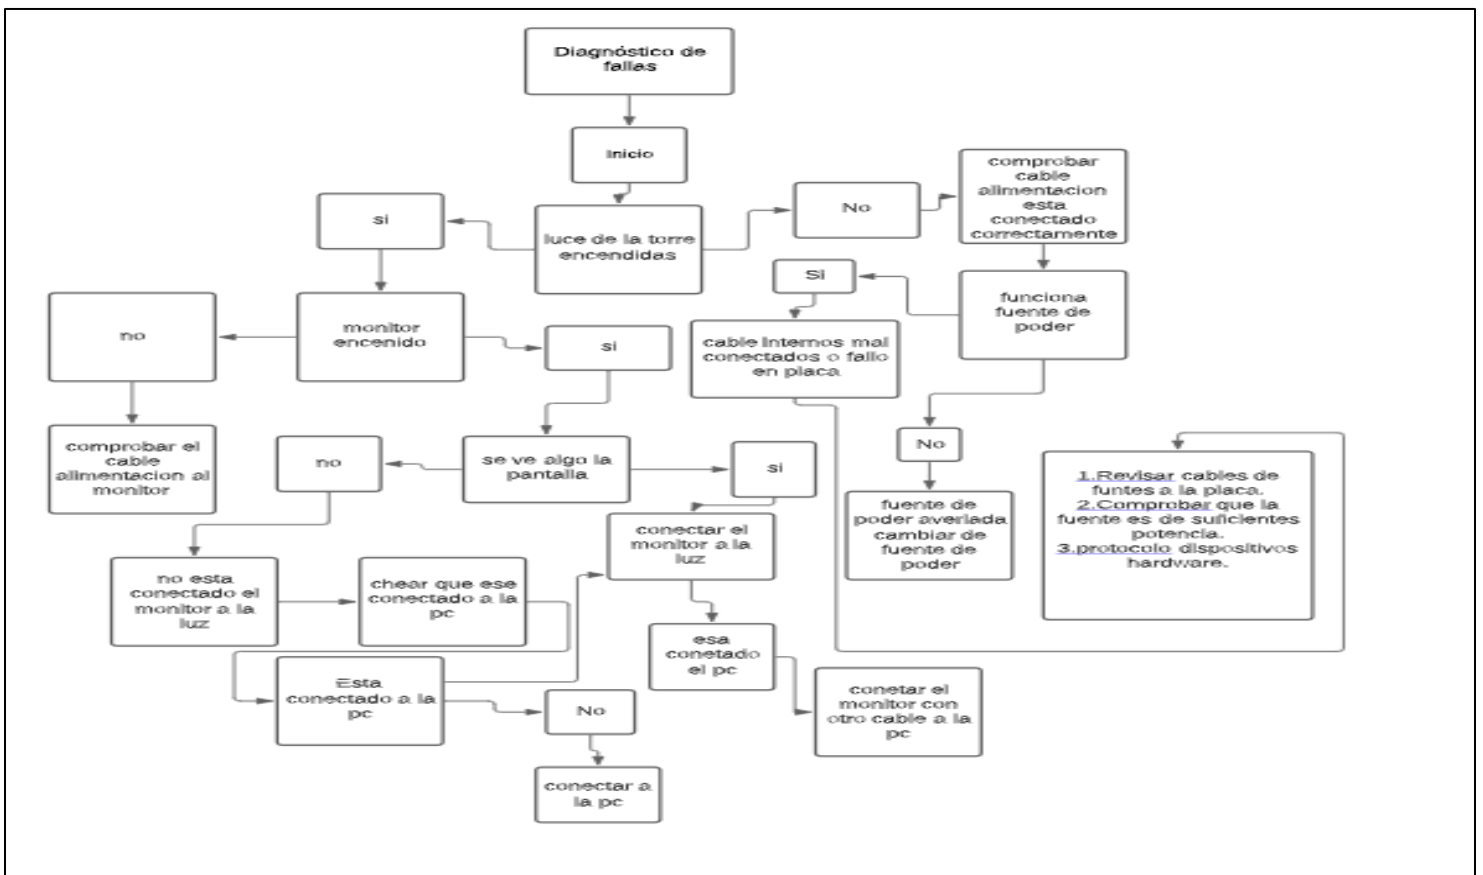 Diagnóstico de
fallas
Inicio
si
luce de la torre
encendidas
No
comprobar
cable
alimentacion
esta
conectado
correctamente
no
monitor
encenido
si
Si
funciona
fuente de
poder
cable internos mal
conectados o fallo
en placa
comprobar el
cable
alimentacion al
monitor
no
se ve algo la
pantalla
si
No
1.Revisar cables de
funtes a la placa.
2.Comprobar que la
fuente es de suficientes
potencia.
3.protocolo dispositivos
hardware.
fuente de
poder averiada
cambiar de
fuente de
poder
conectar el
monitor a la
luz
no esta
conectado el
monitor a la
luz
chear que ese
conectado a la
pc
esa
conetado
el pc
Esta
conectado a la
pc
No
conetar el
monitor con
otro cable a la
pc
conectar a
la pc